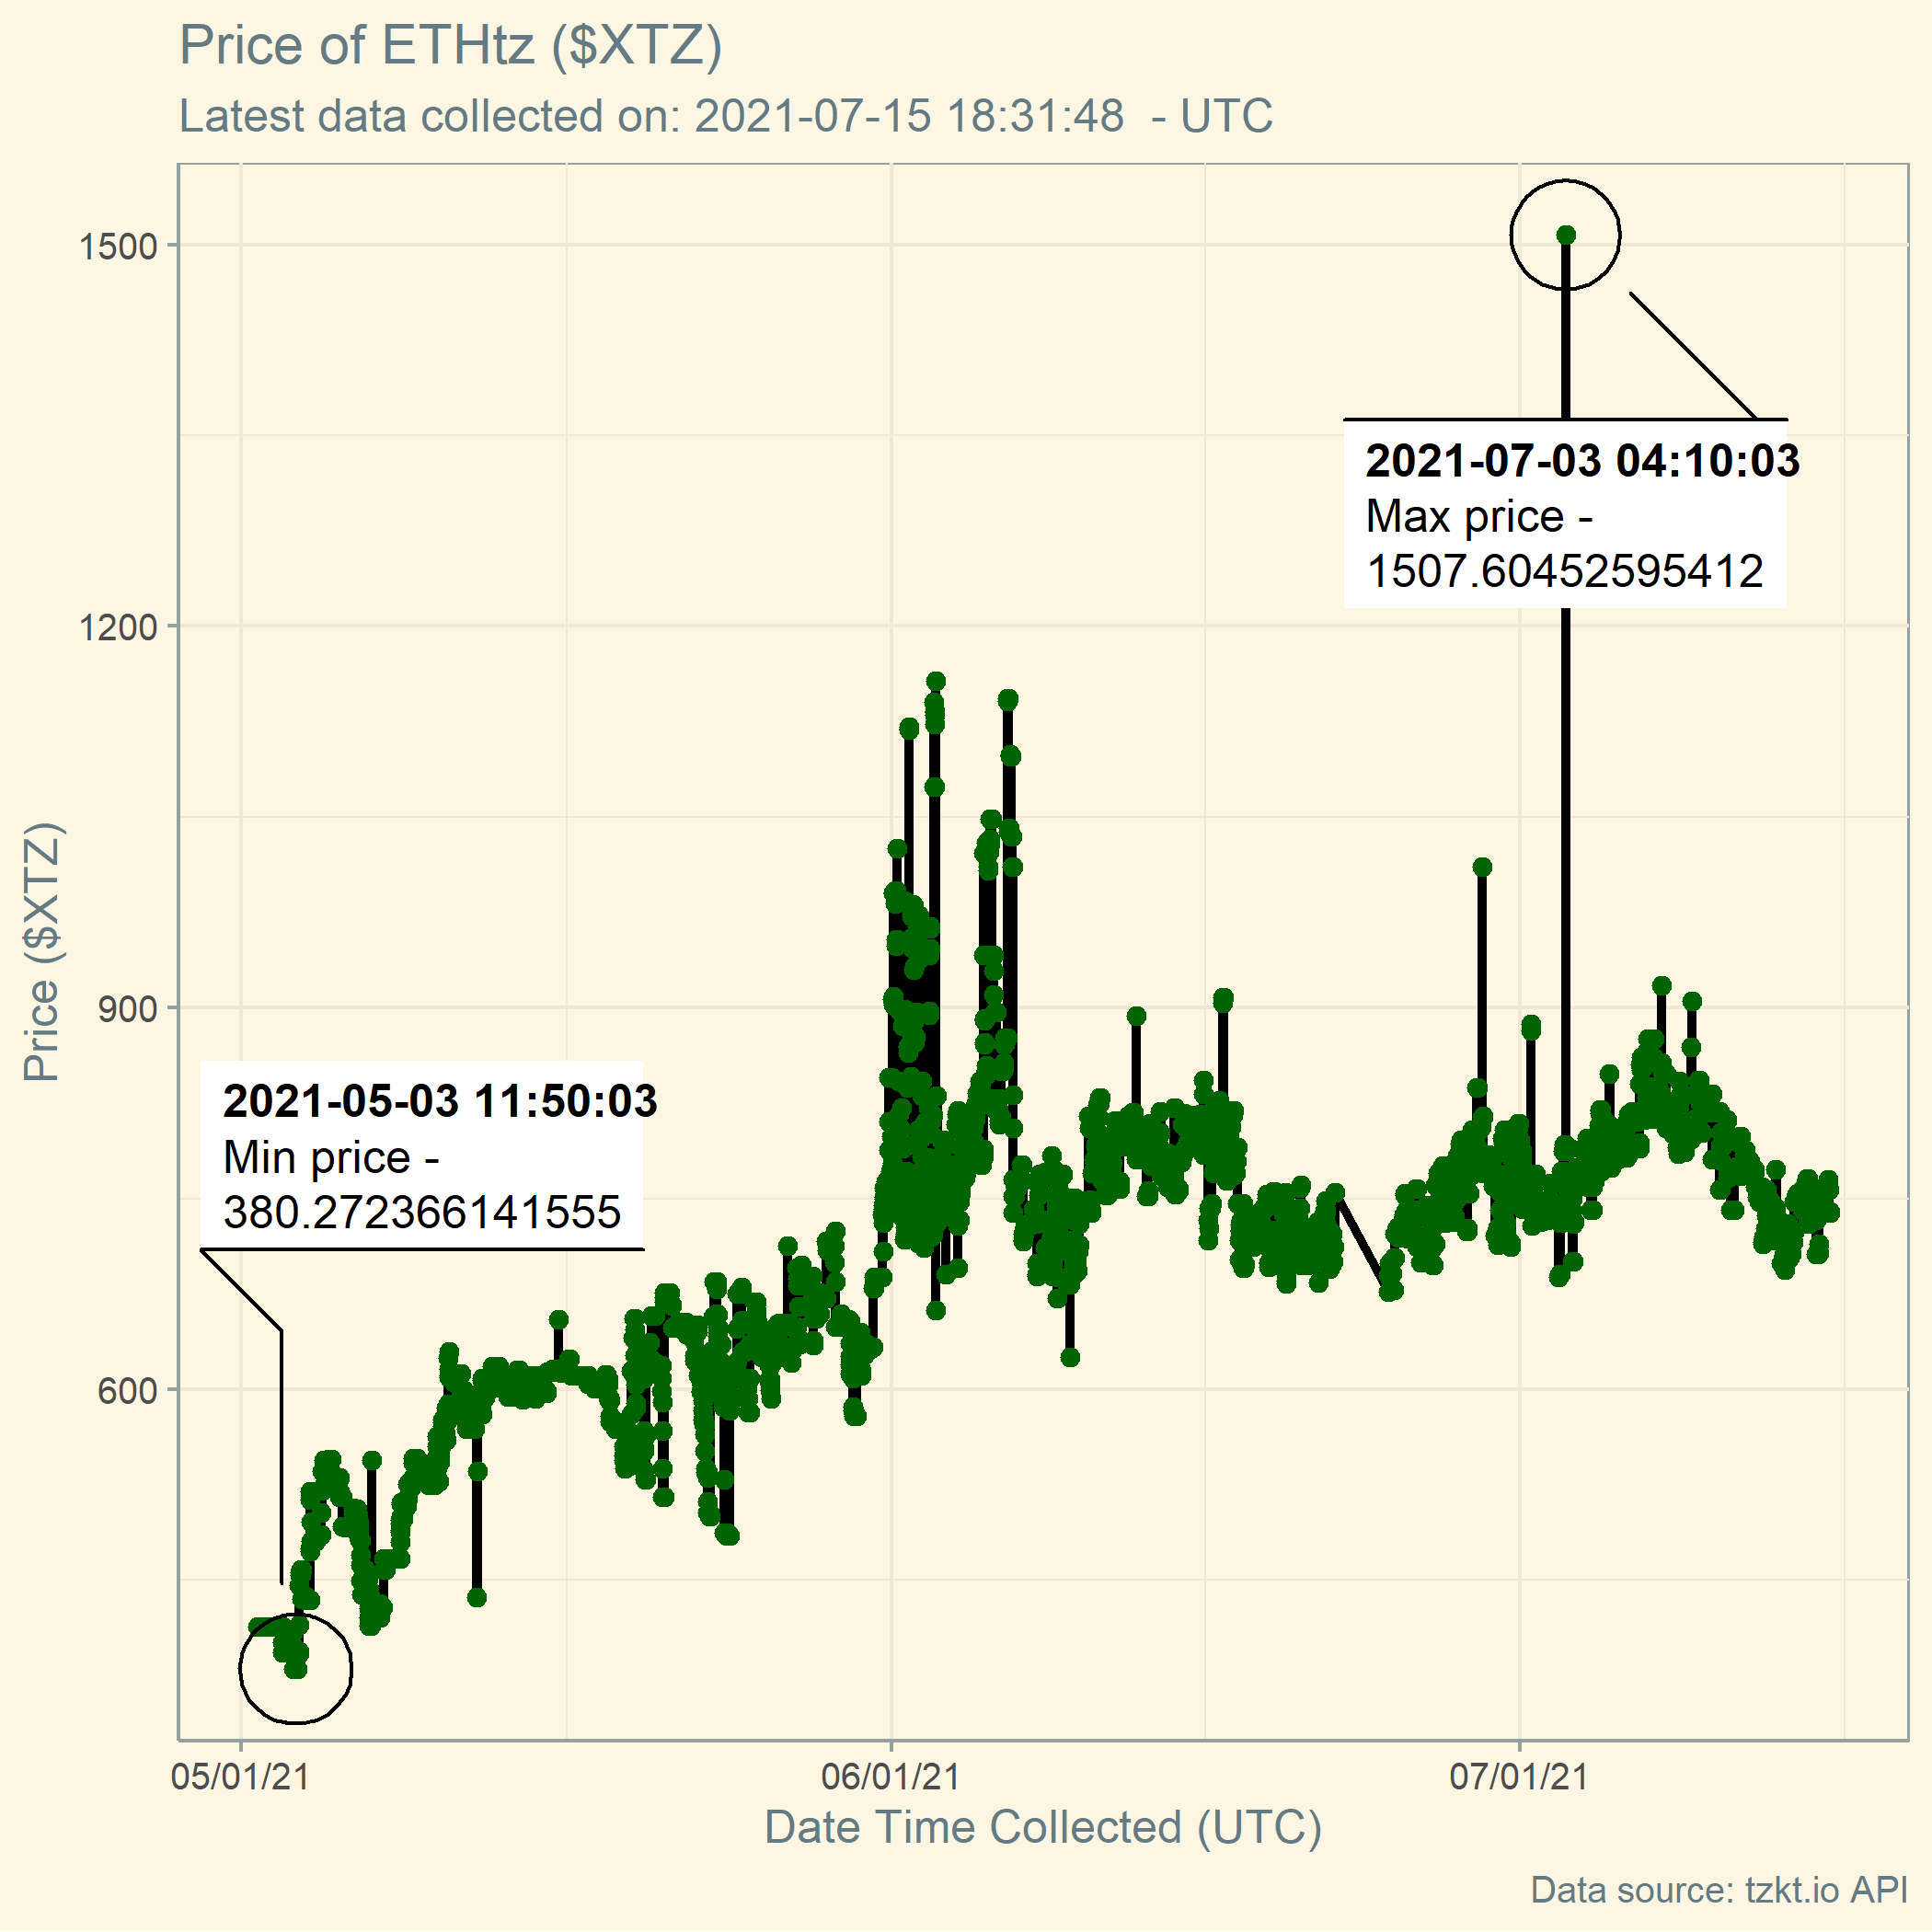 Price of ETHtz ($XTZ)
Latest data collected on: 2021-07-15 18:31:48  - UTC
1500
2021-07-03 04:10:03
Max price -
1507.60452595412
1200
Price ($XTZ)
900
2021-05-03 11:50:03
Min price -
380.272366141555
600
05/01/21
06/01/21
07/01/21
Date Time Collected (UTC)
Data source: tzkt.io API